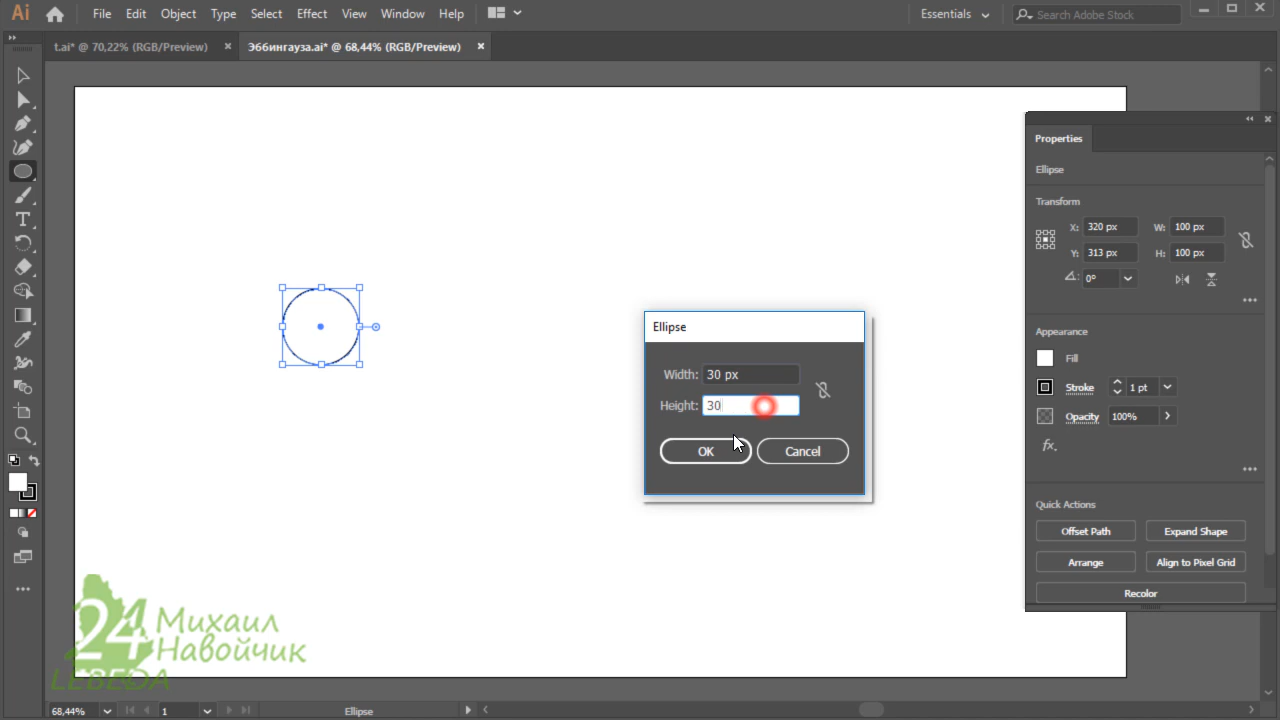 Ai File Edit Object Type Select Effect View Window Help Essentials Search Adobe Stock
t.ai* @ 70,22% (RGB/Preview) × Эббингауза.ai* @ 68,44% (RGB/Preview) ×
Properties
Ellipse
Transform
X: 320 px W: 100 px
Y: 313 px H: 100 px
0°
Appearance
Fill
Stroke 1 pt
Opacity 100%
fx.
Quick Actions
Offset Path Expand Shape
Arrange Align to Pixel Grid
Recolor
Ellipse
Width: 30 px
Height: 30
OK Cancel
24 Михаил
Навойчик
LEBEDA
68,44% 1 Ellipse